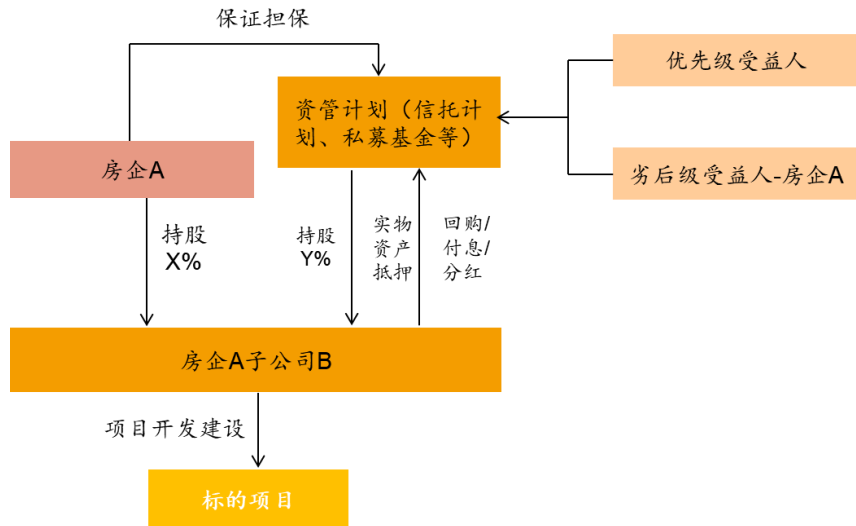 保证担保
优先级受益人
资管计划（信托计
划、私募基金等）
房企A
劣后级受益人-房企A
持股
X%
持股
Y%
实物
资产
抵押
回购/
付息/
分红
房企A子公司B
项目开发建设
标的项目